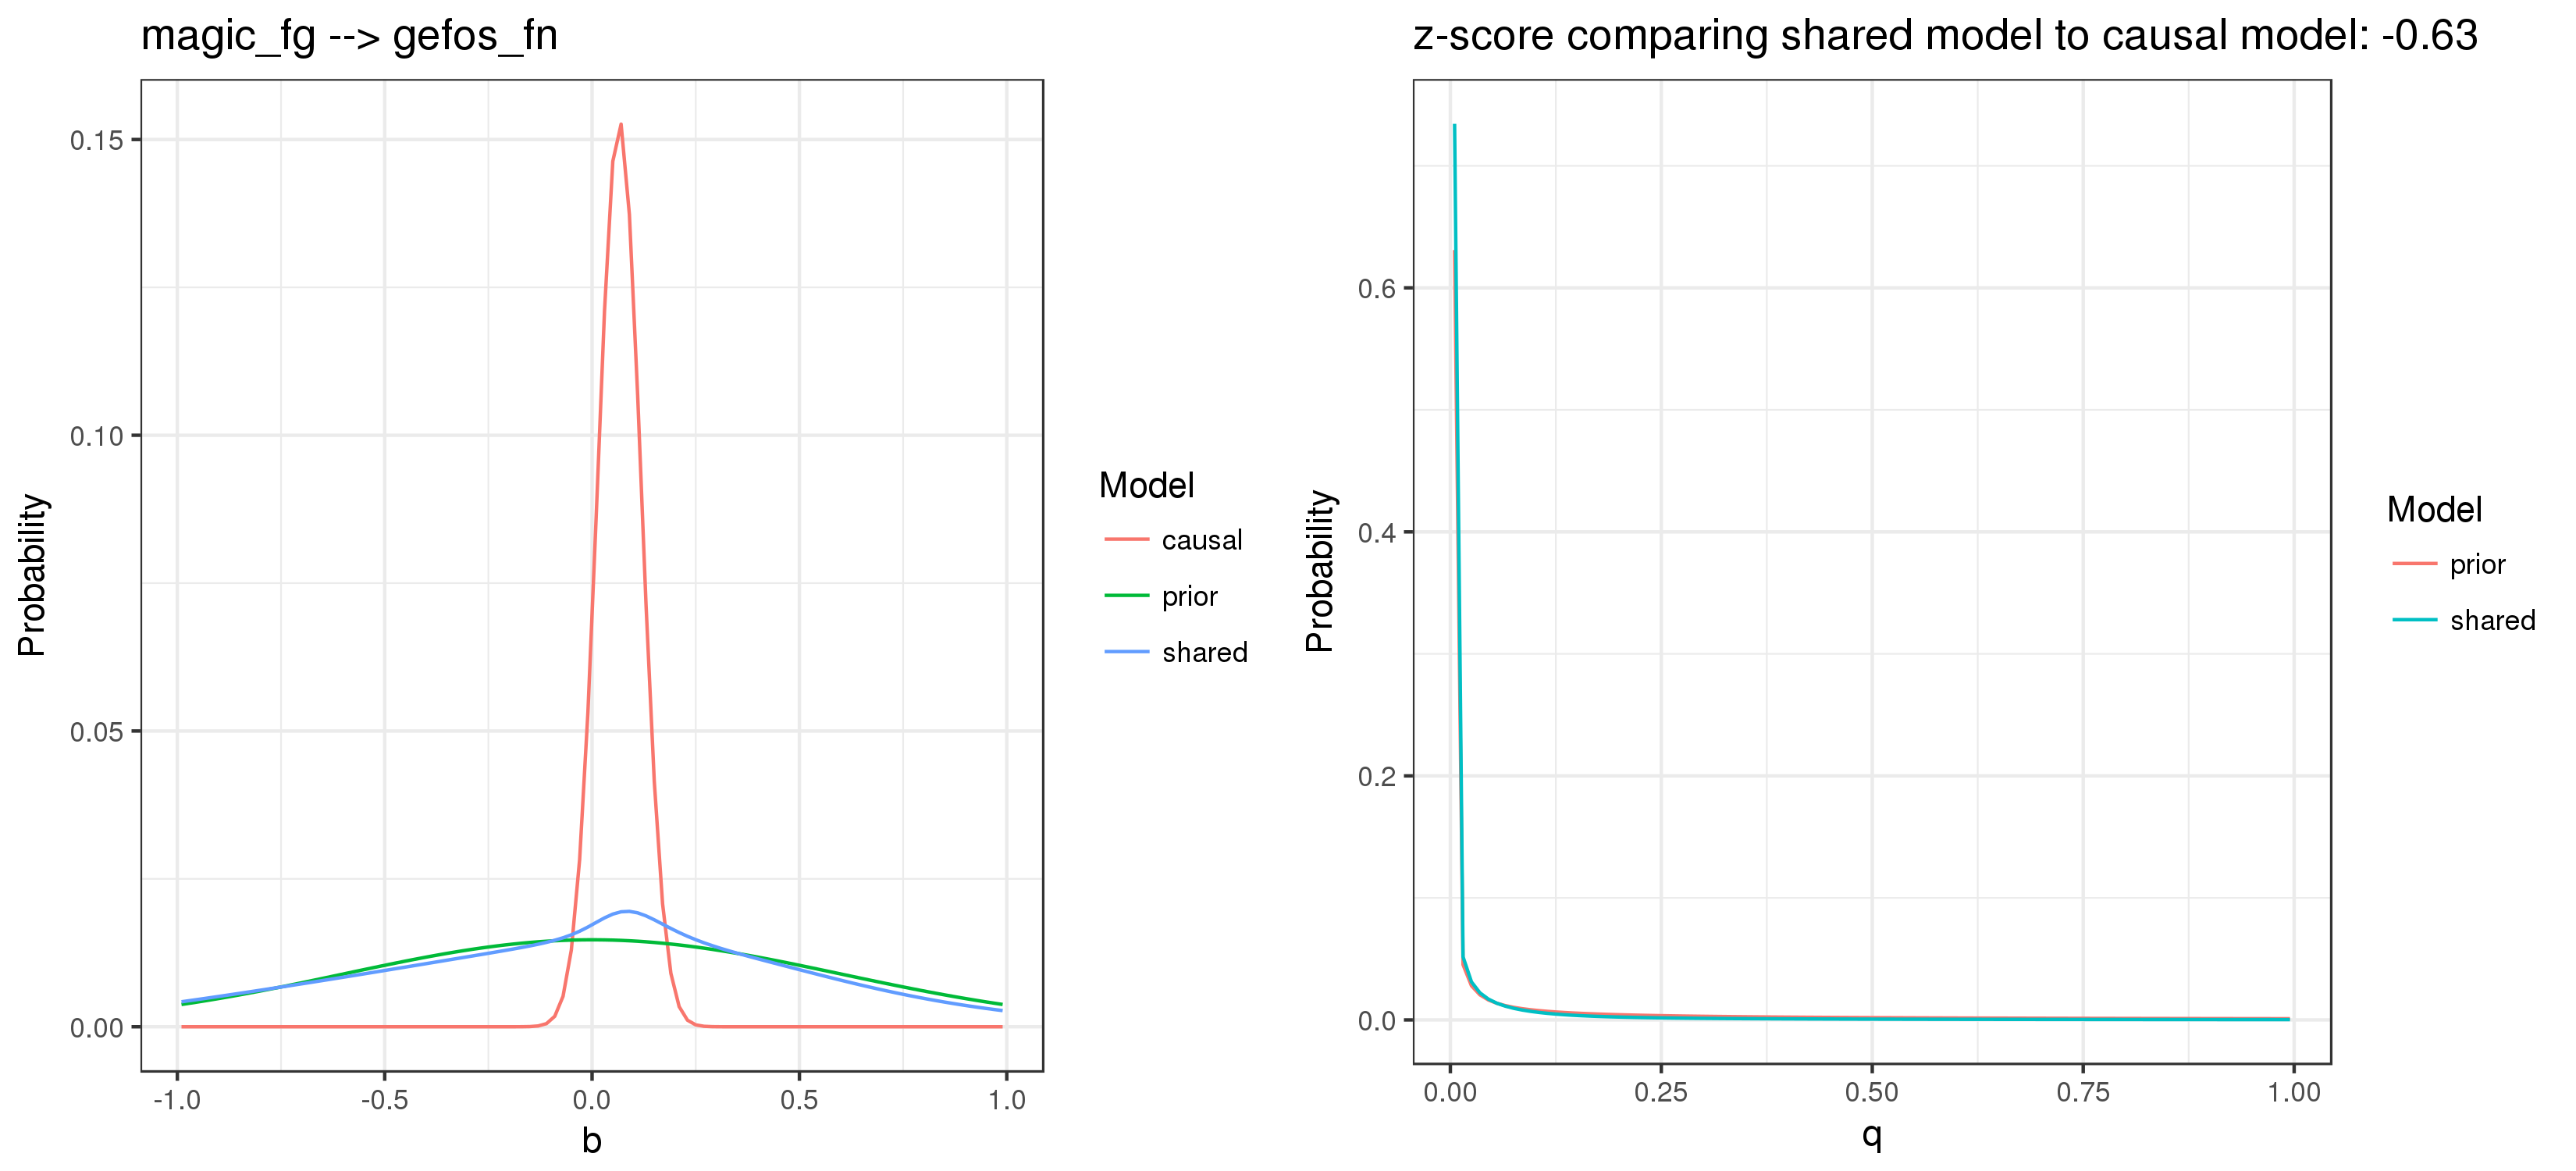 magic_fg --> gefos_fn
Probability
0.15
0.10
0.05
0.00
-1.0
-0.5
0.0
0.5
1.0
b
Model
causal
prior
shared
z-score comparing shared model to causal model: -0.63
Probability
0.6
0.4
0.2
0.0
0.00
0.25
0.50
0.75
1.00
q
Model
prior
shared